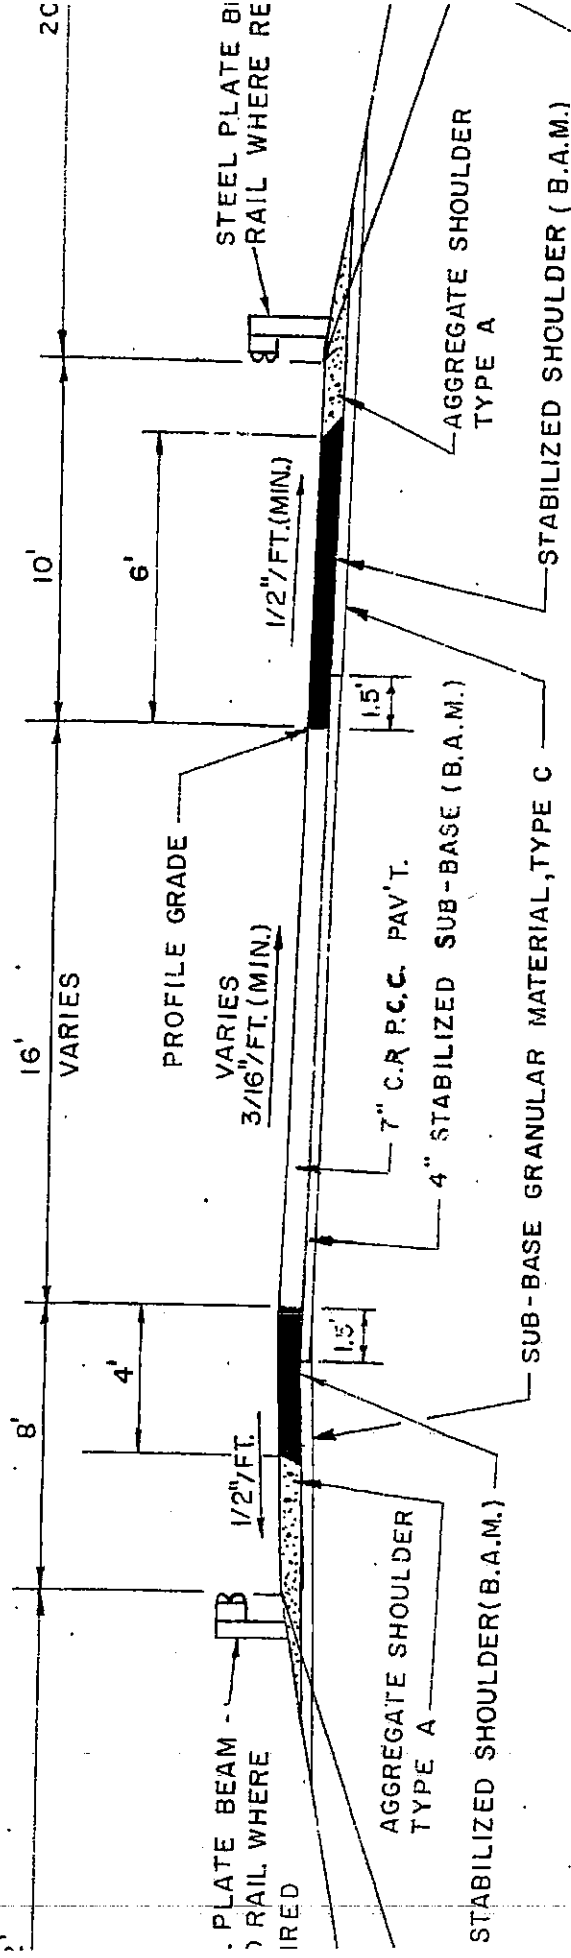 8'
16'
VARIES
10'
2C
4'
6'
1/2"/FT.
PROFILE GRADE
VARIES
3/16"/FT. (MIN.)
1/2"/FT.(MIN.)
STEEL PLATE B
RAIL WHERE RE
PLATE BEAM
RAIL WHERE
IRED
1.5'
1.5'
AGGREGATE SHOULDER
TYPE A
7" C.R P.C.C. PAV'T.
4" STABILIZED SUB-BASE (B.A.M.)
AGGREGATE SHOULDER
TYPE A
STABILIZED SHOULDER(B.A.M.)
SUB-BASE GRANULAR MATERIAL,TYPE C
STABILIZED SHOULDER (B.A.M.)